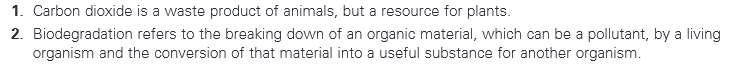 1. Carbon dioxide is a waste product of animals, but a resource for plants.
2. Biodegradation refers to the breaking down of an organic material, which can be a pollutant, by a living
organism and the conversion of that material into a useful substance for another organism.